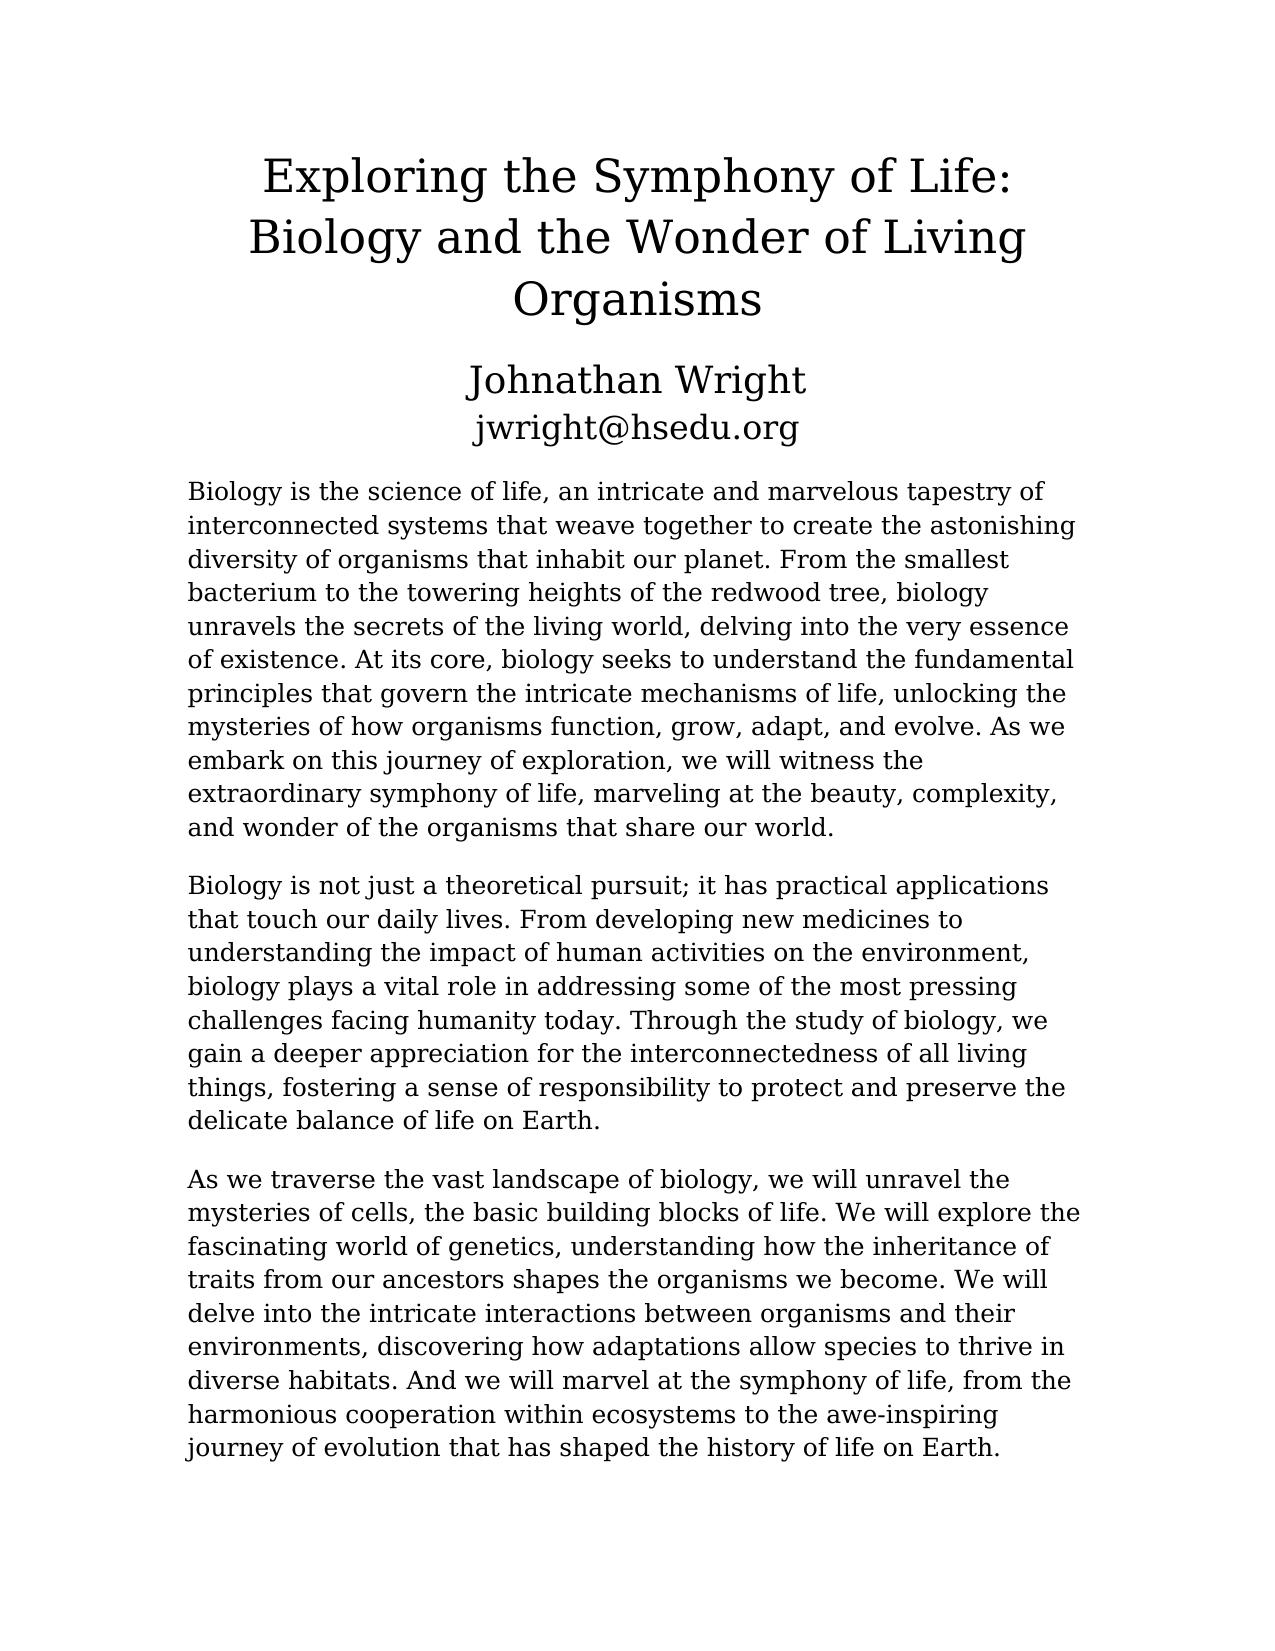 Exploring the Symphony of Life:
Biology and the Wonder of Living
Organisms
Johnathan Wright
jwright@hsedu.org
Biology is the science of life, an intricate and marvelous tapestry of
interconnected systems that weave together to create the astonishing
diversity of organisms that inhabit our planet. From the smallest
bacterium to the towering heights of the redwood tree, biology
unravels the secrets of the living world, delving into the very essence
of existence. At its core, biology seeks to understand the fundamental
principles that govern the intricate mechanisms of life, unlocking the
mysteries of how organisms function, grow, adapt, and evolve. As we
embark on this journey of exploration, we will witness the
extraordinary symphony of life, marveling at the beauty, complexity,
and wonder of the organisms that share our world.
Biology is not just a theoretical pursuit; it has practical applications
that touch our daily lives. From developing new medicines to
understanding the impact of human activities on the environment,
biology plays a vital role in addressing some of the most pressing
challenges facing humanity today. Through the study of biology, we
gain a deeper appreciation for the interconnectedness of all living
things, fostering a sense of responsibility to protect and preserve the
delicate balance of life on Earth.
As we traverse the vast landscape of biology, we will unravel the
mysteries of cells, the basic building blocks of life. We will explore the
fascinating world of genetics, understanding how the inheritance of
traits from our ancestors shapes the organisms we become. We will
delve into the intricate interactions between organisms and their
environments, discovering how adaptations allow species to thrive in
diverse habitats. And we will marvel at the symphony of life, from the
harmonious cooperation within ecosystems to the awe-inspiring
journey of evolution that has shaped the history of life on Earth.